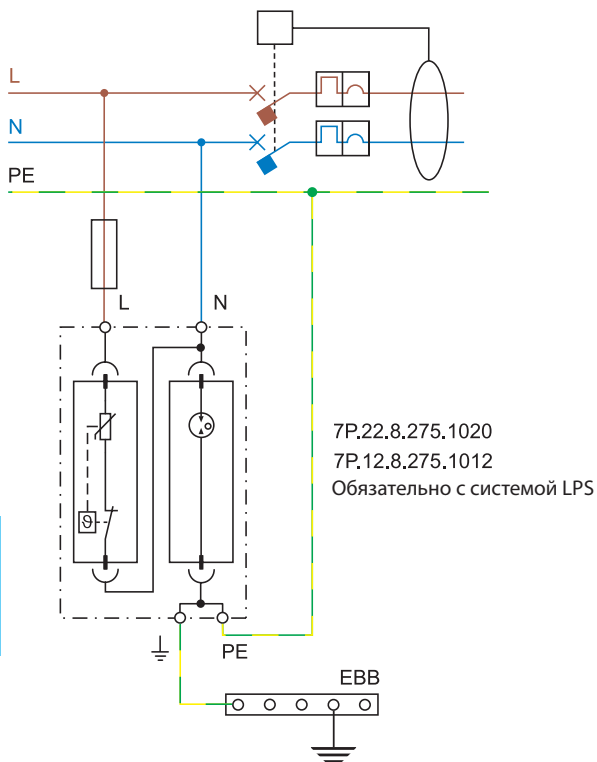 L
N
PE
L
N
7P.22.8.275.1020
7P.12.8.275.1012
Обязательно с системой LPS
ϑ
PE
EBB